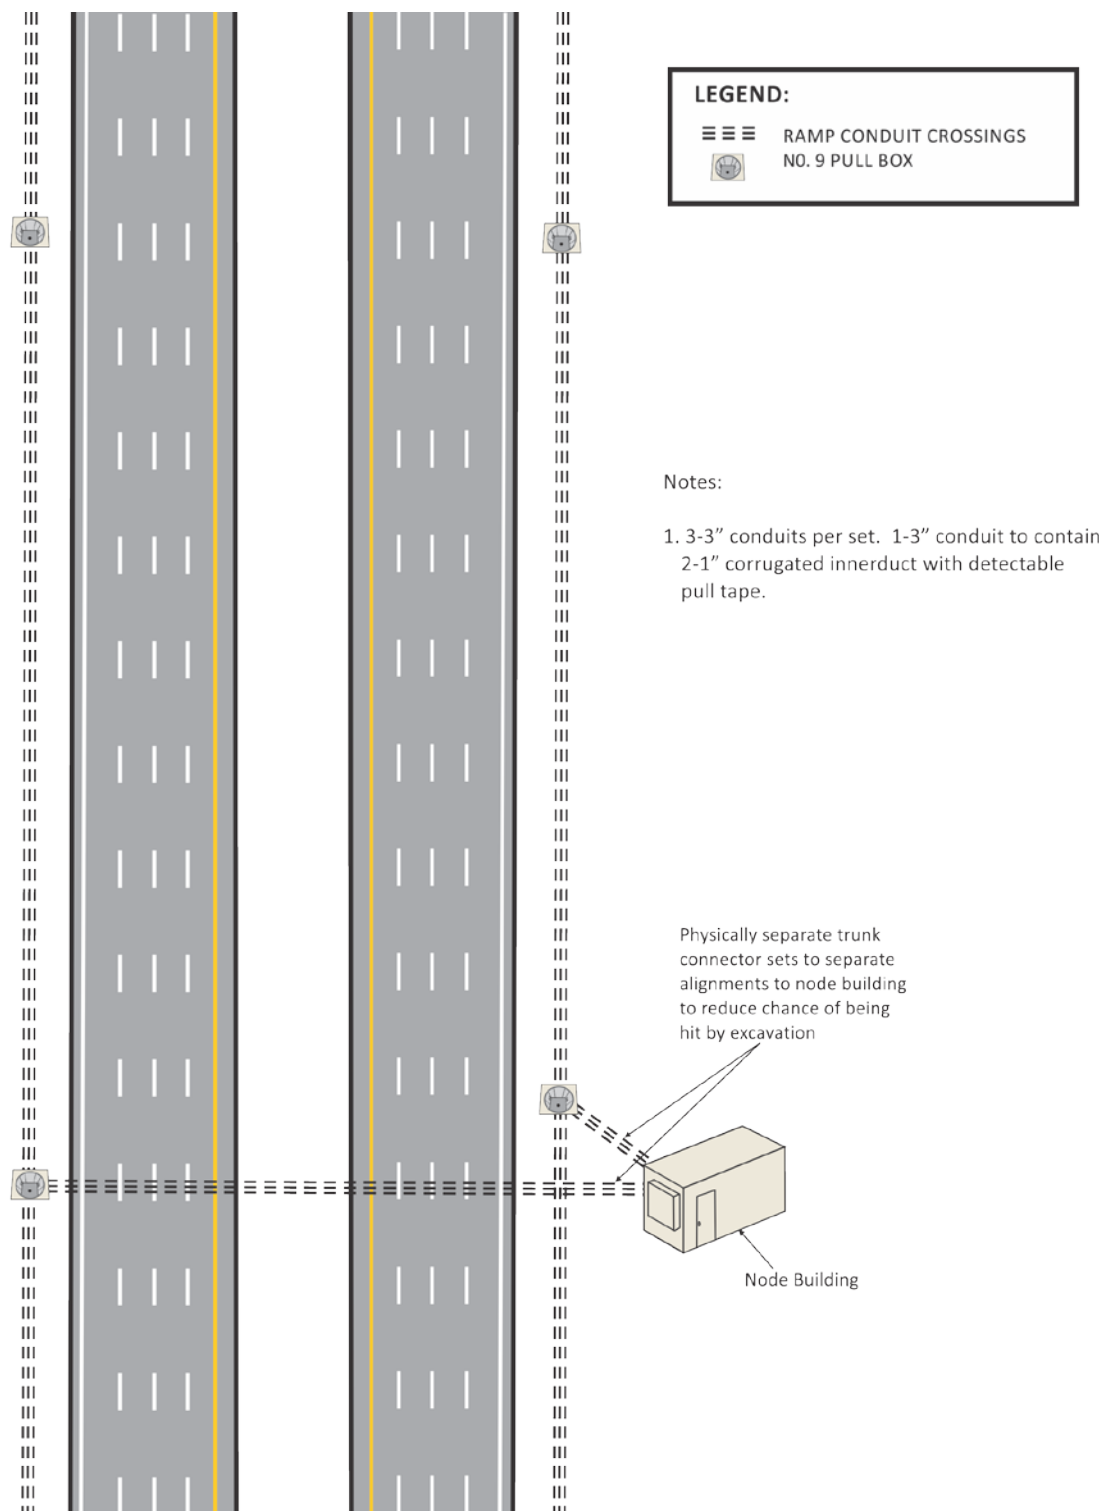 LEGEND:
RAMP CONDUIT CROSSINGS
N0. 9 PULL BOX
Notes:
1. 3-3” conduits per set. 1-3” conduit to contain
2-1” corrugated innerduct with detectable
pull tape.
Physically separate trunk
connector sets to separate
alignments to node building
to reduce chance of being
hit by excavation
Node Building